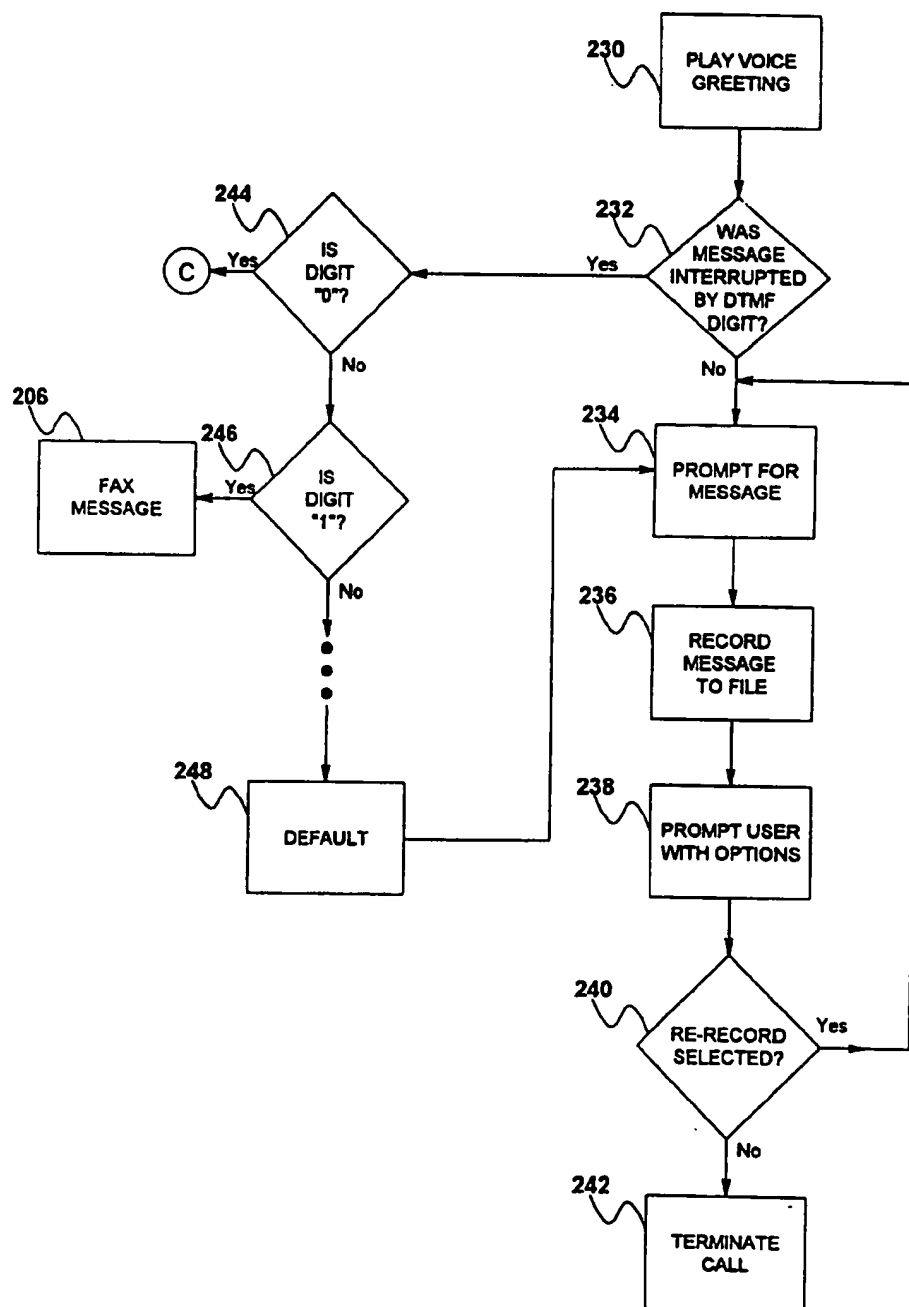 230
PLAY VOICE
GREETING
244
232
IS
DIGIT
"0"?
Yes
C
Yes
WAS
MESSAGE
INTERRUPTED
BY DTMF
DIGIT?
No
No
206
246
234
FAX
MESSAGE
Yes
IS
DIGIT
"1"?
PROMPT FOR
MESSAGE
No
236
RECORD
MESSAGE
TO FILE
248
DEFAULT
238
PROMPT USER
WITH OPTIONS
240
RE-RECORD
SELECTED?
Yes
No
242
TERMINATE
CALL